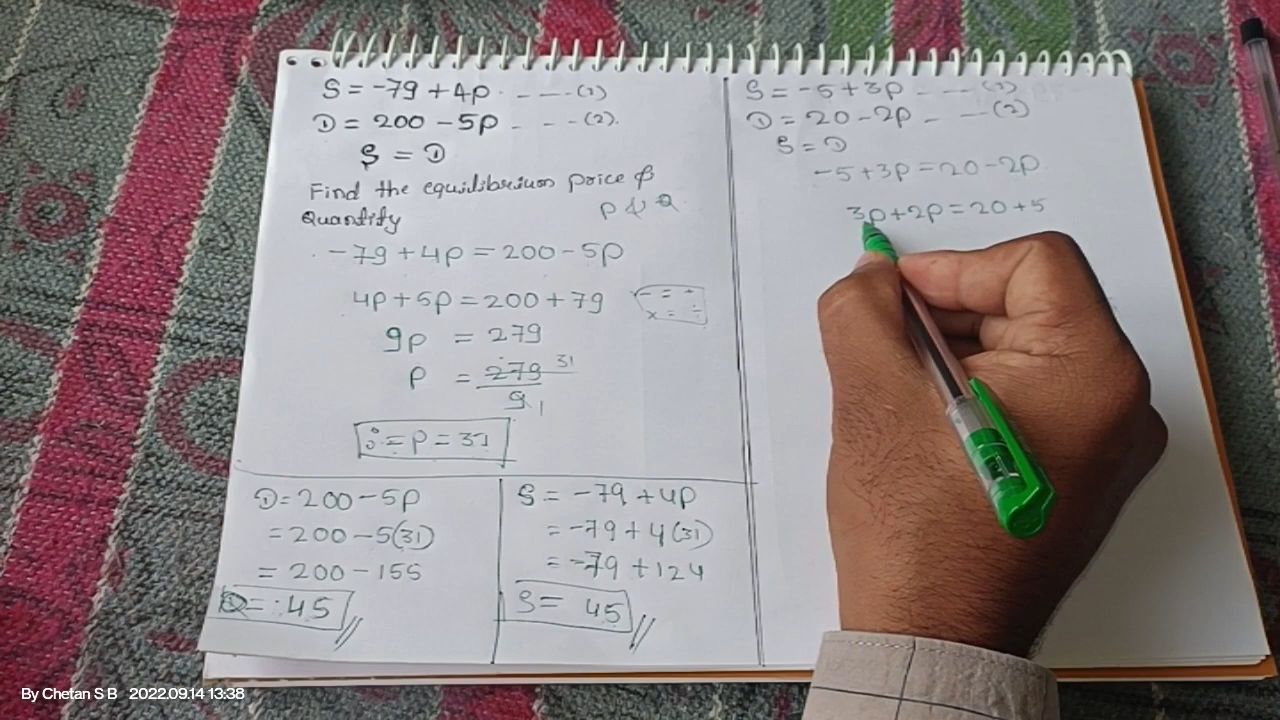 S = -79 + 4P - - - - (1)
D = 200 - 5P - - - (2).
S = D
Find the equilibrium price &
Quantity P & Q
-79 + 4P = 200 - 5P
4P + 5P = 200 + 79
- = +
x = ÷
9P = 279
P = 279 31
9 1
∴ = P = 31
D = 200 - 5P
= 200 - 5(31)
= 200 - 155
D = 45
S = -79 + 4P
= -79 + 4(31)
= -79 + 124
S = 45
S = -5 + 3P - - - - (1)
D = 20 - 2P - - - (2)
S = D
-5 + 3P = 20 - 2P
3P + 2P = 20 + 5
By Chetan S B 2022.09.14 13:38